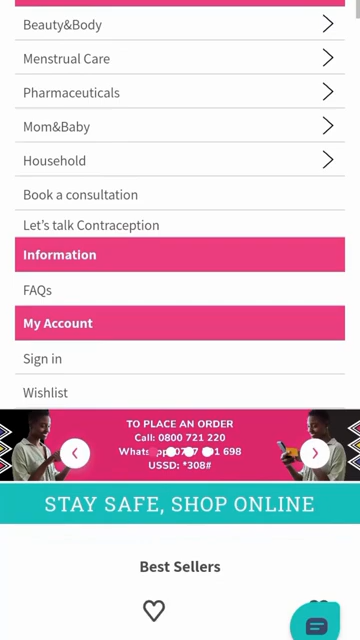 Beauty&Body
Menstrual Care
Pharmaceuticals
Mom&Baby
Household
Book a consultation
Let's talk Contraception
Information
FAQs
My Account
Sign in
Wishlist
TO PLACE AN ORDER
Call: 0800 721 220
698
USSD: *308#
STAY SAFE, SHOP ONLINE
Best Sellers